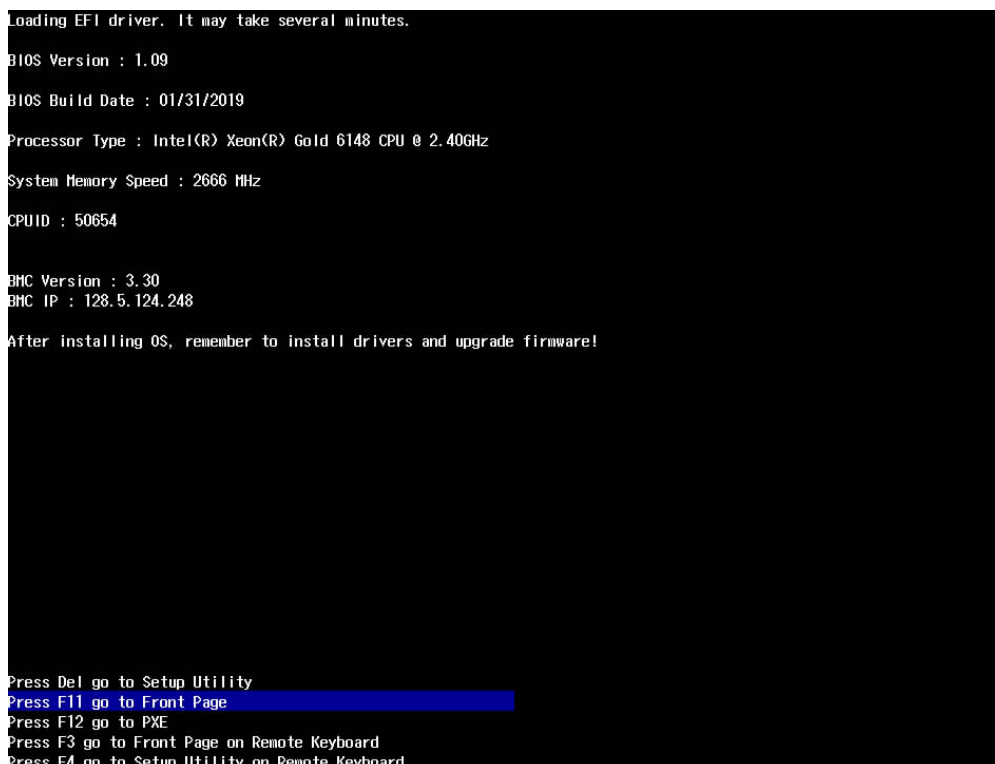 Loading EFI driver. It may take several minutes.
BIOS Version : 1.09
BIOS Build Date : 01/31/2019
Processor Type : Intel(R) Xeon(R) Gold 6148 CPU @ 2.40GHz
System Memory Speed : 2666 MHz
CPUID : 50654
BMC Version : 3.30
BMC IP : 128.5.124.248
After installing OS, remember to install drivers and upgrade firmware!
Press Del go to Setup Utility
Press F11 go to Front Page
Press F12 go to PXE
Press F3 go to Front Page on Remote Keyboard
Press F4 go to Setup Utility on Remote Keyboard